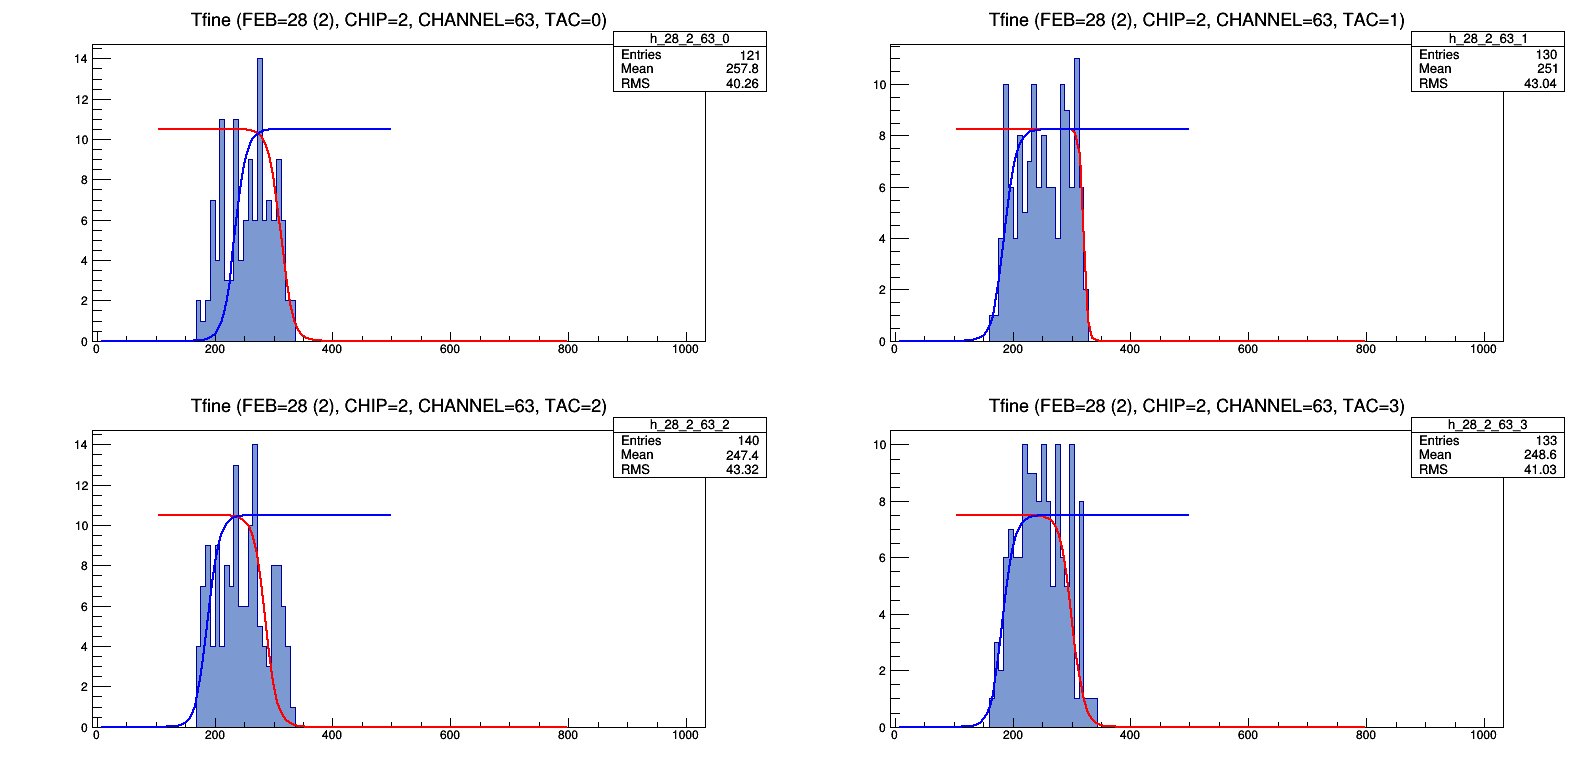 Tfine (FEB=28 (2), CHIP=2, CHANNEL=63, TAC=0)
h_28_2_63_0
Entries 121
Mean 257.8
RMS 40.26
14
12
10
8
6
4
2
0
0 200 400 600 800 1000
Tfine (FEB=28 (2), CHIP=2, CHANNEL=63, TAC=1)
h_28_2_63_1
Entries 130
Mean 251
RMS 43.04
10
8
6
4
2
0
0 200 400 600 800 1000
Tfine (FEB=28 (2), CHIP=2, CHANNEL=63, TAC=2)
h_28_2_63_2
Entries 140
Mean 247.4
RMS 43.32
14
12
10
8
6
4
2
0
0 200 400 600 800 1000
Tfine (FEB=28 (2), CHIP=2, CHANNEL=63, TAC=3)
h_28_2_63_3
Entries 133
Mean 248.6
RMS 41.03
10
8
6
4
2
0
0 200 400 600 800 1000